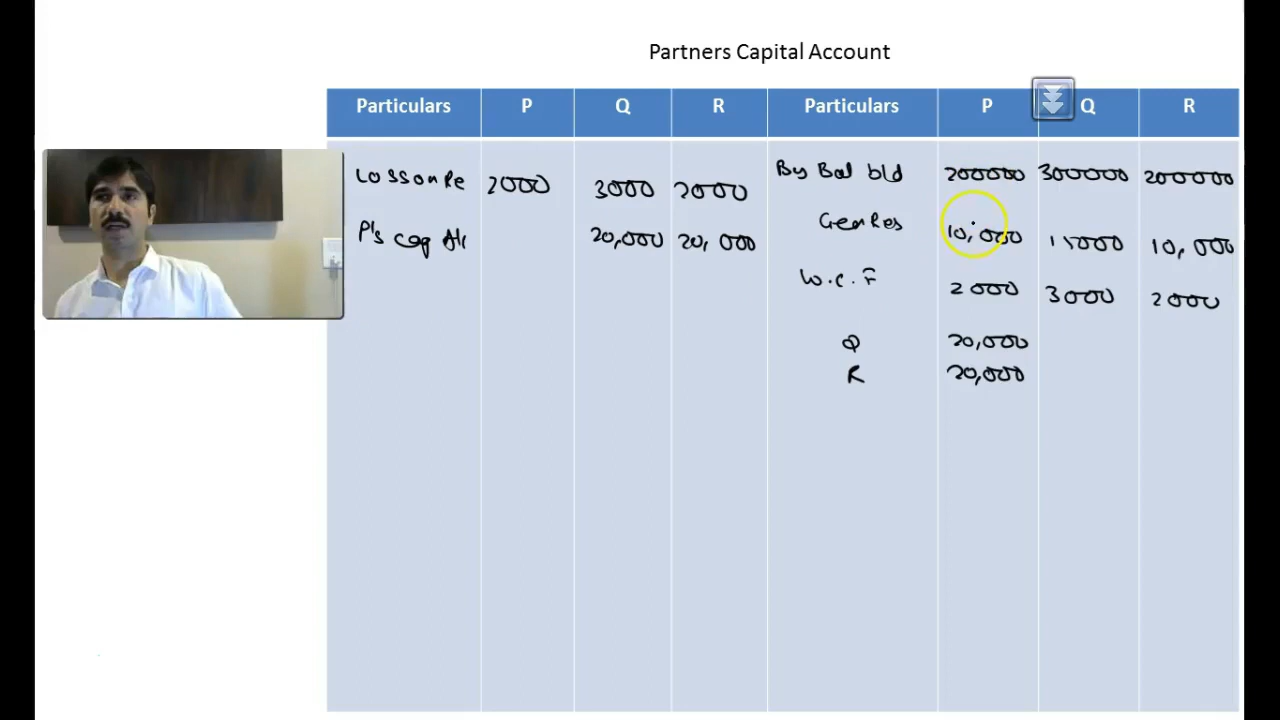 Partners Capital Account
Particulars P Q R Particulars P Q R
Loss on Re 2000 3000 2000 By Bal b/d 200000 300000 200000
Gen Res 10,000 15000 10,000
P's cap A/c 20,000 20,000
W.C.F 2000 3000 2000
Q 20,000
R 20,000